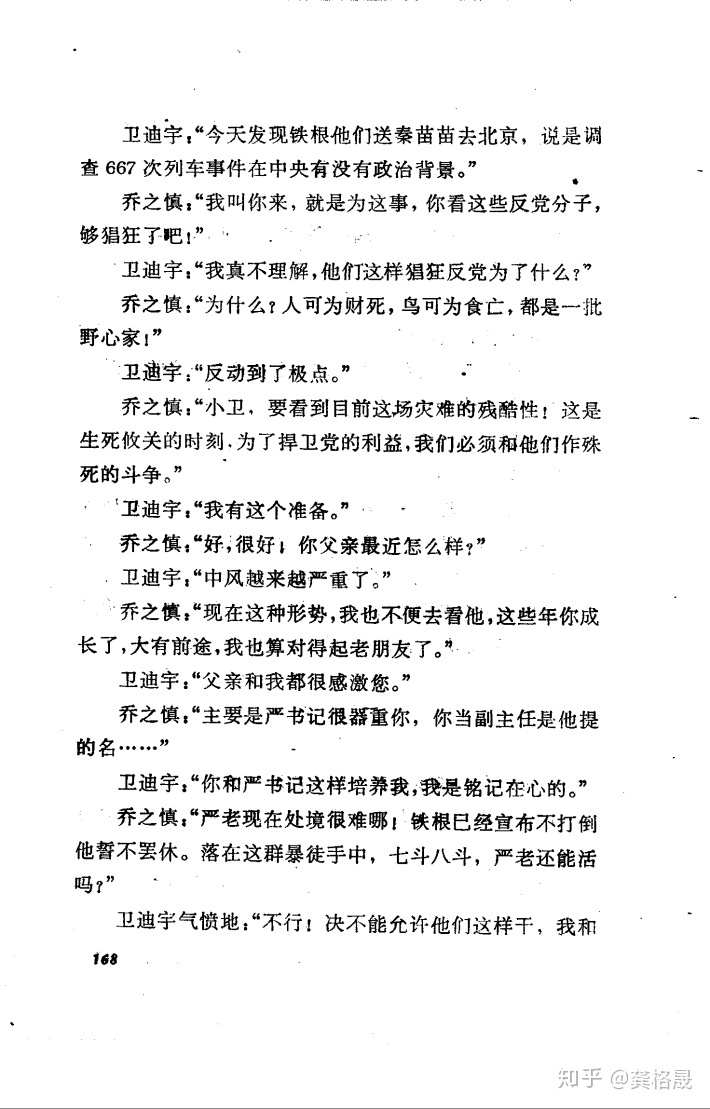 卫迪宇：“今天发现铁根他们送秦苗苗去北京，说是调
查 667 次列车事件在中央有没有政治背景。”
乔之慎：“我叫你来，就是为这事，你看这些反党分子，
够猖狂了吧！”
卫迪宇：“我真不理解，他们这样猖狂反党为了什么？”
乔之慎：“为什么？人可为财死，鸟可为食亡，都是一批
野心家！”
卫迪宇：“反动到了极点。”
乔之慎：“小卫，要看到目前这场灾难的残酷性！这是
生死攸关的时刻，为了捍卫党的利益，我们必须和他们作殊
死的斗争。”
卫迪宇：“我有这个准备。”
乔之慎：“好，很好！你父亲最近怎么样？”
卫迪宇：“中风越来越严重了。”
乔之慎：“现在这种形势，我也不便去看他，这些年你成
长了，大有前途，我也算对得起老朋友了。”
卫迪宇：“父亲和我都很感激您。”
乔之慎：“主要是严书记很器重你，你当副主任是他提
的名……”
卫迪宇：“你和严书记这样培养我，我是铭记在心的。”
乔之慎：“严老现在处境很难哪！铁根已经宣布不打倒
他誓不罢休。落在这群暴徒手中，七斗八斗，严老还能活
吗？”
卫迪宇气愤地：“不行！决不能允许他们这样干，我和
168
知乎 @龚格晟